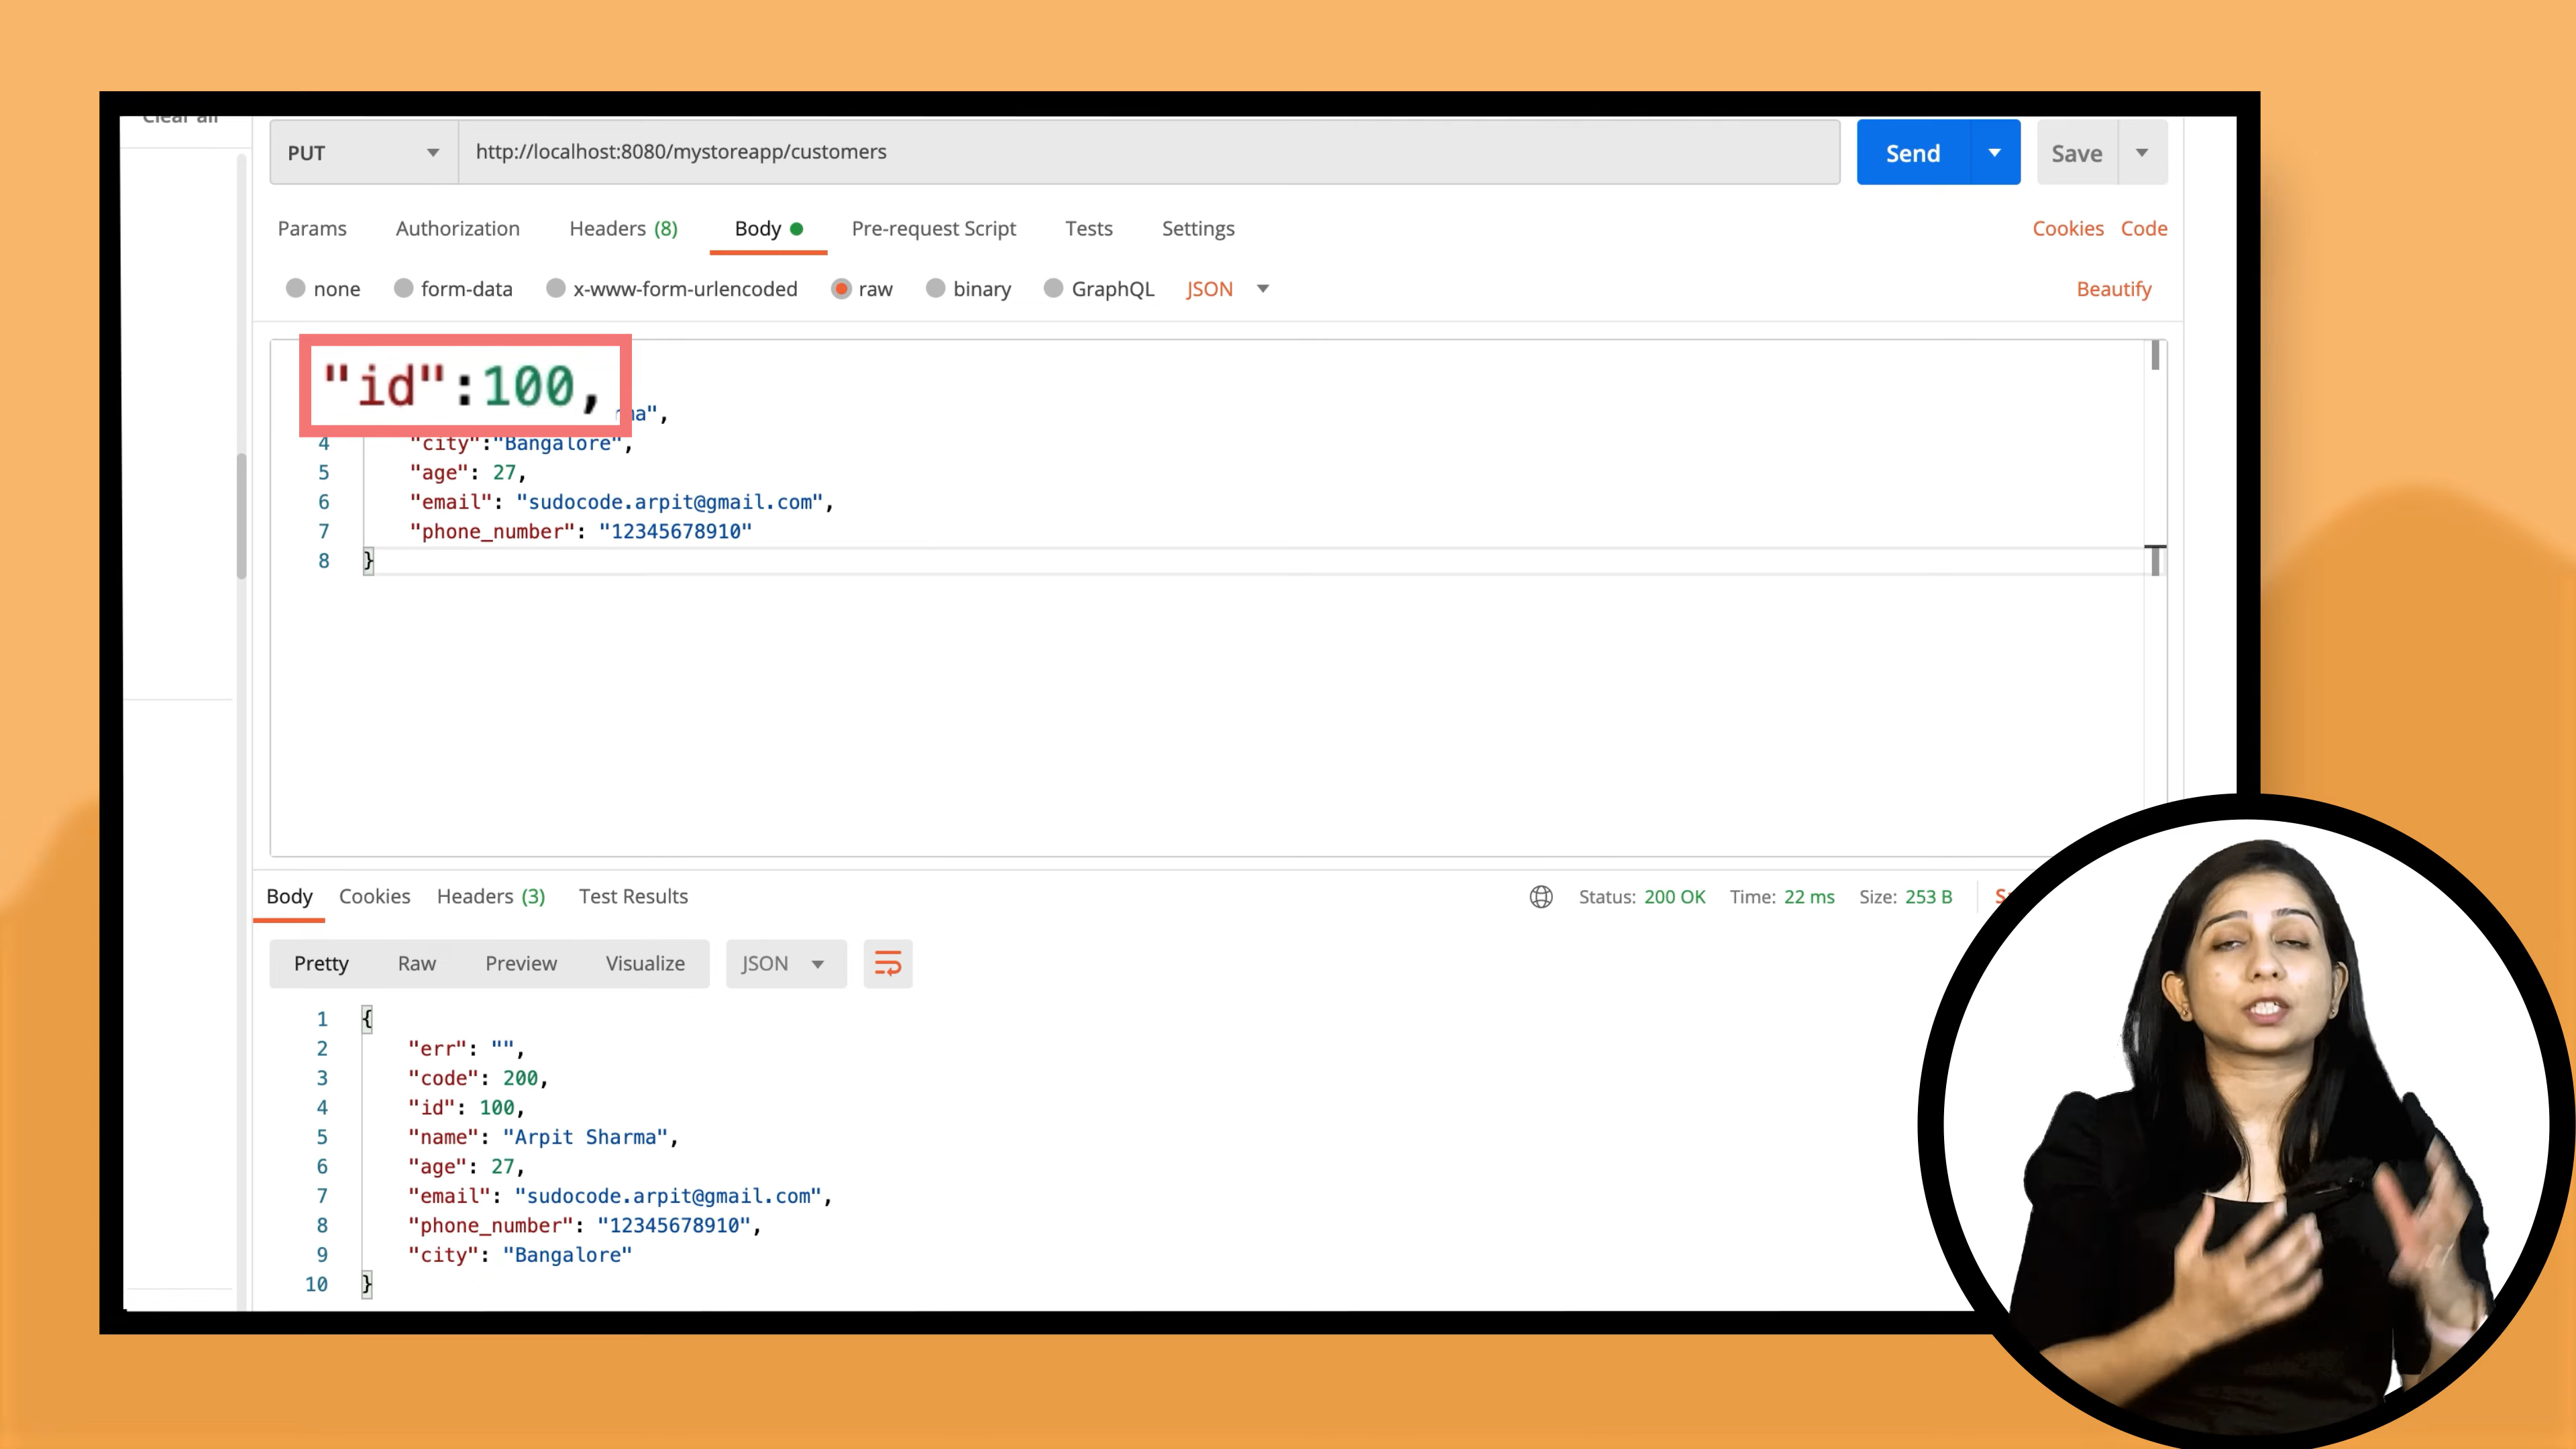 Clear all
PUT http://localhost:8080/mystoreapp/customers Send Save
Params Authorization Headers (8) Body Pre-request Script Tests Settings Cookies Code
none form-data x-www-form-urlencoded raw binary GraphQL JSON Beautify
"id":100,
",
4 "city":"Bangalore",
5 "age": 27,
6 "email": "sudocode.arpit@gmail.com",
7 "phone_number": "12345678910"
8 }
Body Cookies Headers (3) Test Results Status: 200 OK Time: 22 ms Size: 253 B
Pretty Raw Preview Visualize JSON
1 {
2 "err": "",
3 "code": 200,
4 "id": 100,
5 "name": "Arpit Sharma",
6 "age": 27,
7 "email": "sudocode.arpit@gmail.com",
8 "phone_number": "12345678910",
9 "city": "Bangalore"
10 }